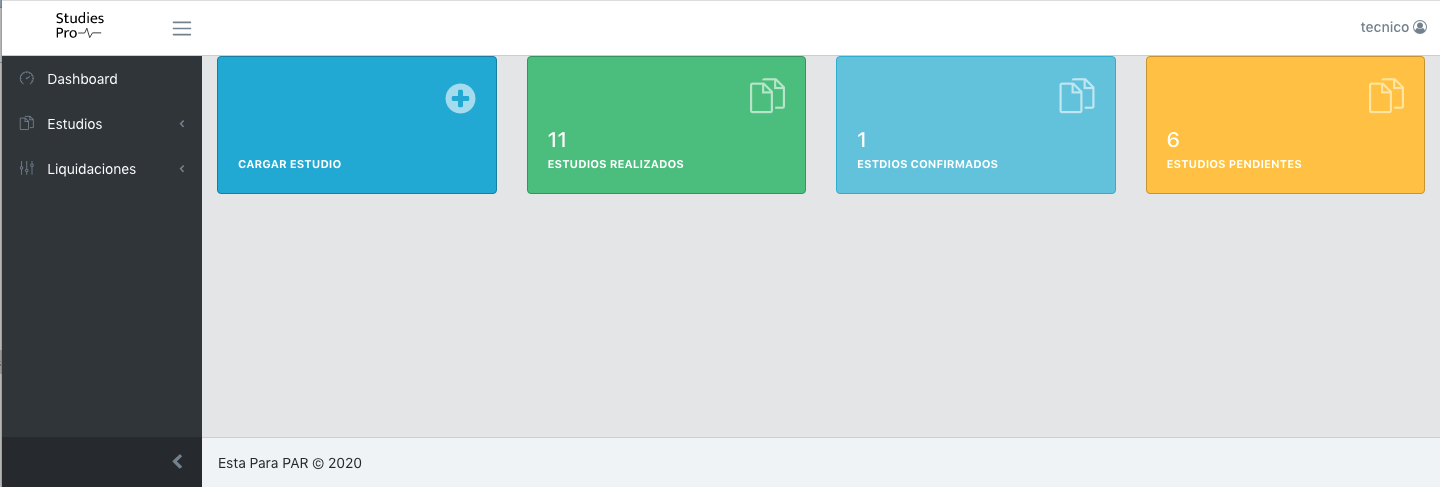 Studies
Pro
tecnico
Dashboard
Estudios
Liquidaciones
CARGAR ESTUDIO
11
ESTUDIOS REALIZADOS
1
ESTDIOS CONFIRMADOS
6
ESTUDIOS PENDIENTES
Esta Para PAR © 2020